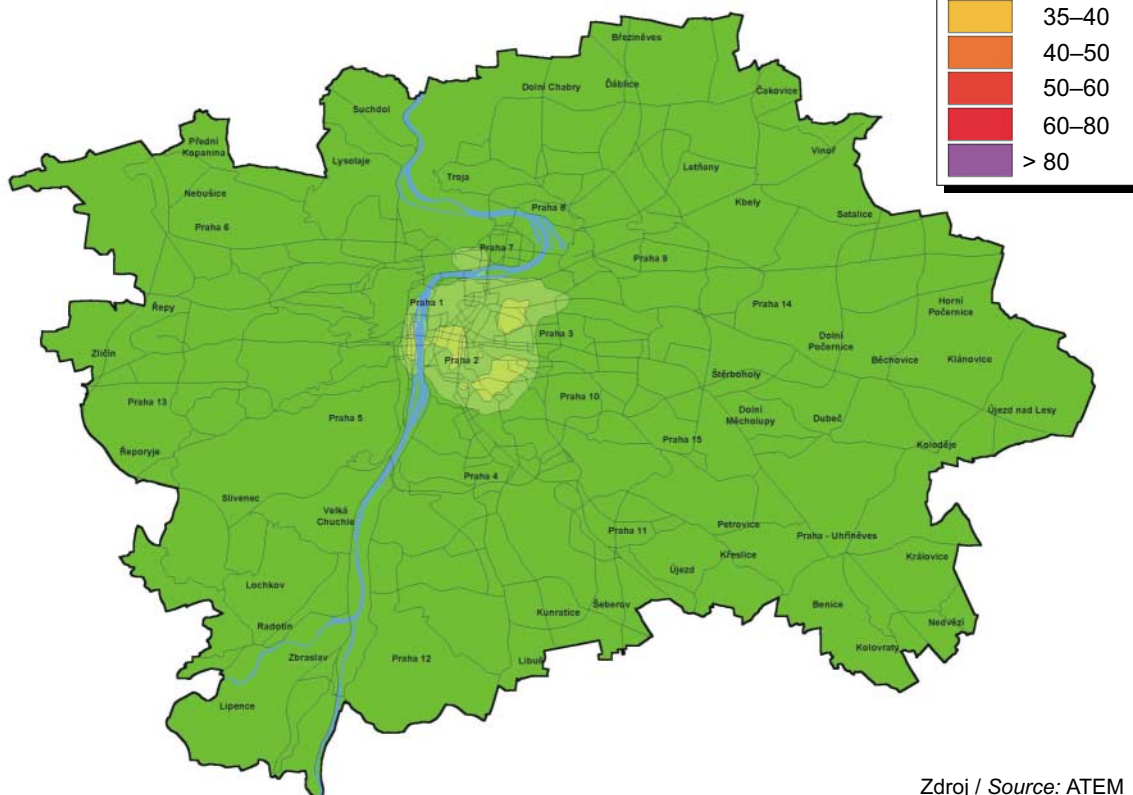 35–40
40–50
50–60
60–80
> 80
Březiněves
Dolní Chabry
Ďáblice
Čakovice
Suchdol
Přední
Kopanina
Lysolaje
Troja
Letňany
Vinoř
Nebušice
Kbely
Praha 8
Satalice
Praha 6
Praha 7
Praha 9
Řepy
Praha 1
Praha 14
Horní
Počernice
Praha 3
Dolní
Počernice
Zličín
Praha 2
Běchovice
Klánovice
Štěrboholy
Praha 13
Praha 5
Praha 10
Dolní
Měcholupy
Dubeč
Újezd nad Lesy
Praha 15
Koloděje
Řeporyje
Praha 4
Slivenec
Velká
Chuchle
Praha 11
Petrovice
Praha - Uhříněves
Křeslice
Královice
Újezd
Lochkov
Kunratice
Šeberov
Benice
Nedvězí
Radotín
Zbraslav
Praha 12
Libuš
Kolovraty
Lipence
Zdroj / Source: ATEM